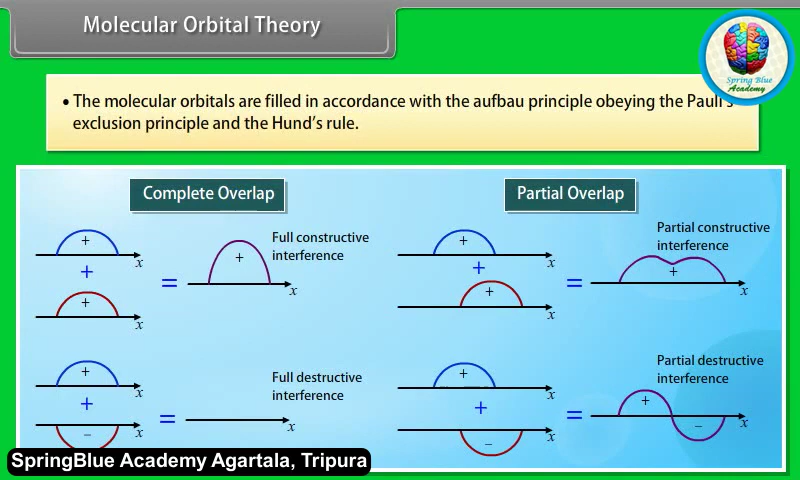 Molecular Orbital Theory
Spring Blue
Academy
• The molecular orbitals are filled in accordance with the aufbau principle obeying the Pauli's
exclusion principle and the Hund's rule.
Complete Overlap
Partial Overlap
+
x
+
+
x
=
+
x
Full constructive
interference
+
x
+
+
x
=
+
x
Partial constructive
interference
+
x
+
−
x
=
x
Full destructive
interference
+
x
+
−
x
=
+
−
x
Partial destructive
interference
SpringBlue Academy Agartala, Tripura